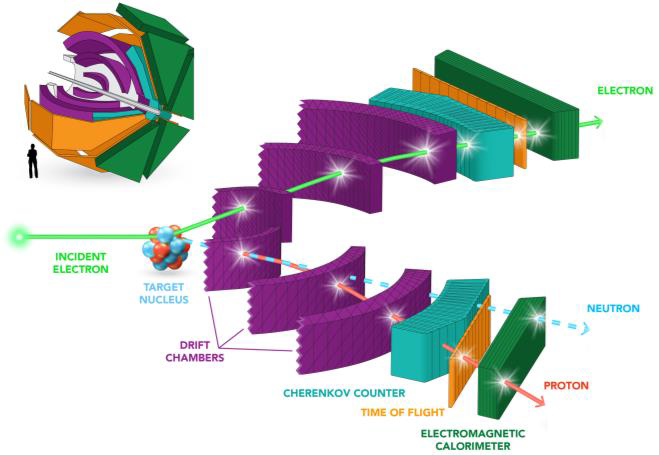 ELECTRON
INCIDENT
ELECTRON
TARGET
NUCLEUS
NEUTRON
DRIFT
CHAMBERS
CHERENKOV COUNTER
PROTON
TIME OF FLIGHT
ELECTROMAGNETIC
CALORIMETER